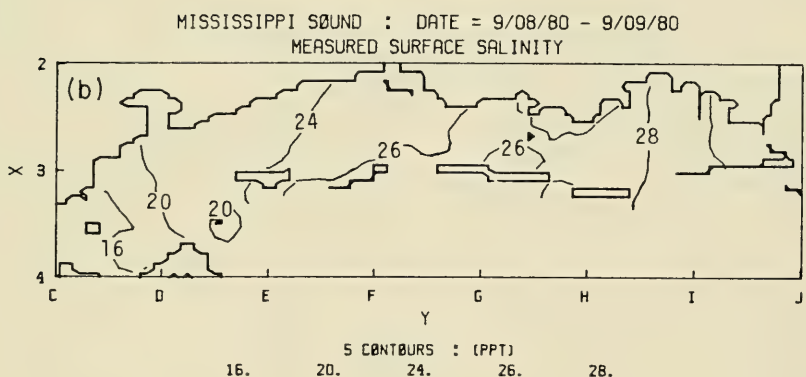 MISSISSIPPI SØUND : DATE = 9/08/80 - 9/09/80
MEASURED SURFACE SALINITY
(b)
2
3
4
X
24
26
26
28
20
20
16
C D E F G H I J
Y
5 CØNTØURS : (PPT)
16. 20. 24. 26. 28.